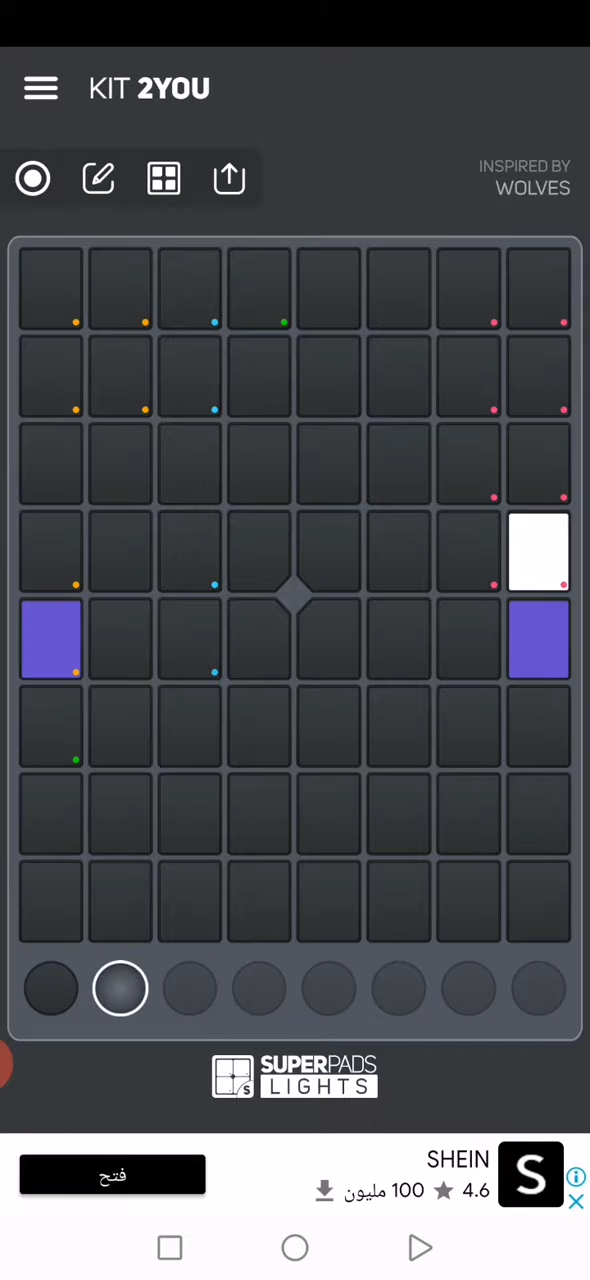 KIT 2YOU
INSPIRED BY
WOLVES
SUPERPADS
LIGHTS
S
SHEIN
4.6 ★ 100 مليون
فتح
S